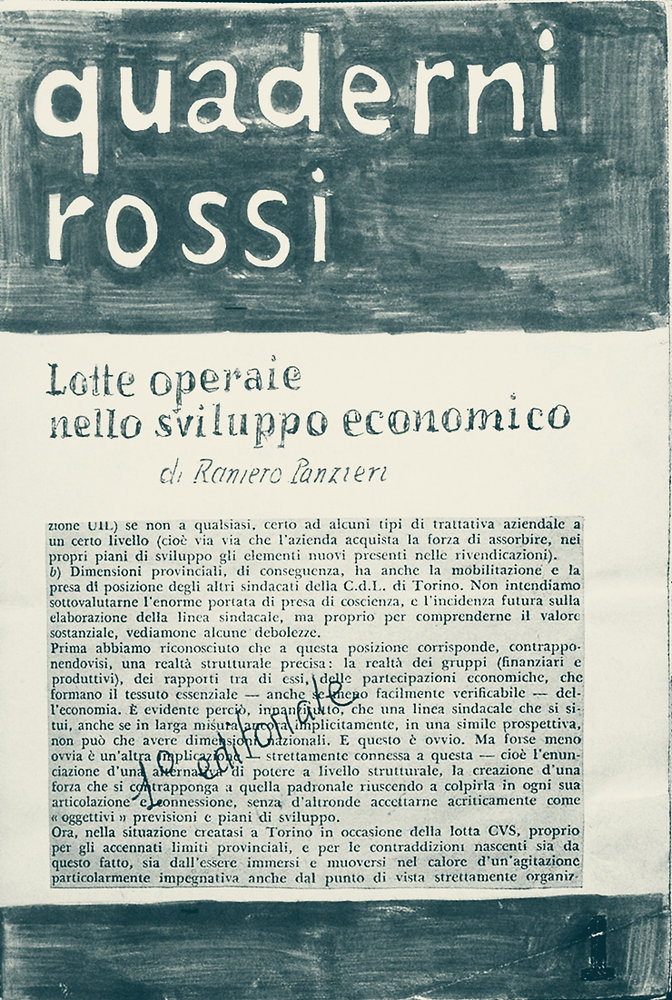 quaderni
rossi
Lotte operaie
nello sviluppo economico
di Raniero Panzieri
zione UIL) se non a qualsiasi, certo ad alcuni tipi di trattativa aziendale a
un certo livello (cioè via via che l'azienda acquista la forza di assorbire, nei
propri piani di sviluppo gli elementi nuovi presenti nelle rivendicazioni).
b) Dimensioni provinciali, di conseguenza, ha anche la mobilitazione e la
presa di posizione degli altri sindacati della C.d.L. di Torino. Non intendiamo
sottovalutarne l'enorme portata di presa di coscienza, e l'incidenza futura sulla
elaborazione della linea sindacale, ma proprio per comprenderne il valore
sostanziale, vediamone alcune debolezze.
Prima abbiamo riconosciuto che a questa posizione corrisponde, contrappo-
nendovisi, una realtà strutturale precisa: la realtà dei gruppi (finanziari e
produttivi), dei rapporti tra di essi, delle partecipazioni economiche, che
formano il tessuto essenziale — anche se meno facilmente verificabile — del-
l'economia. È evidente perciò, innanzitutto, che una linea sindacale che si si-
tui, anche se in larga misura ancora implicitamente, in una simile prospettiva,
non può che avere dimensioni nazionali. E questo è ovvio. Ma forse meno
ovvia è un'altra implicazione strettamente connessa a questa — cioè l'enun-
ciazione d'una alternativa di potere a livello strutturale, la creazione d'una
forza che si contrapponga a quella padronale riuscendo a colpirla in ogni sua
articolazione e connessione, senza d'altronde accettarne acriticamente come
« oggettivi » previsioni e piani di sviluppo.
Ora, nella situazione creatasi a Torino in occasione della lotta CVS, proprio
per gli accennati limiti provinciali, e per le contraddizioni nascenti sia da
questo fatto, sia dall'essere immersi e muoversi nel calore d'un'agitazione
particolarmente impegnativa anche dal punto di vista strettamente organiz-
1º editoriale
1